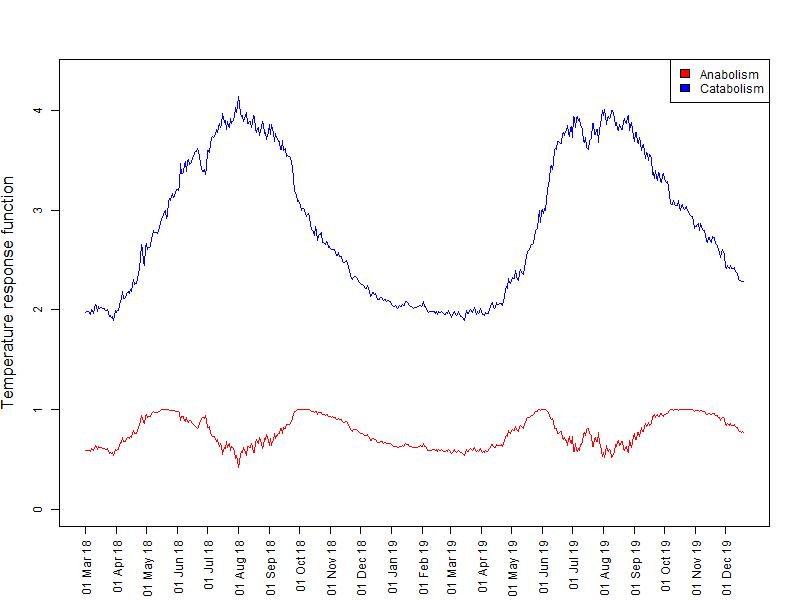 Anabolism
Catabolism
Temperature response function
4
3
2
1
0
01 Mar 18
01 Apr 18
01 May 18
01 Jun 18
01 Jul 18
01 Aug 18
01 Sep 18
01 Oct 18
01 Nov 18
01 Dec 18
01 Jan 19
01 Feb 19
01 Mar 19
01 Apr 19
01 May 19
01 Jun 19
01 Jul 19
01 Aug 19
01 Sep 19
01 Oct 19
01 Nov 19
01 Dec 19